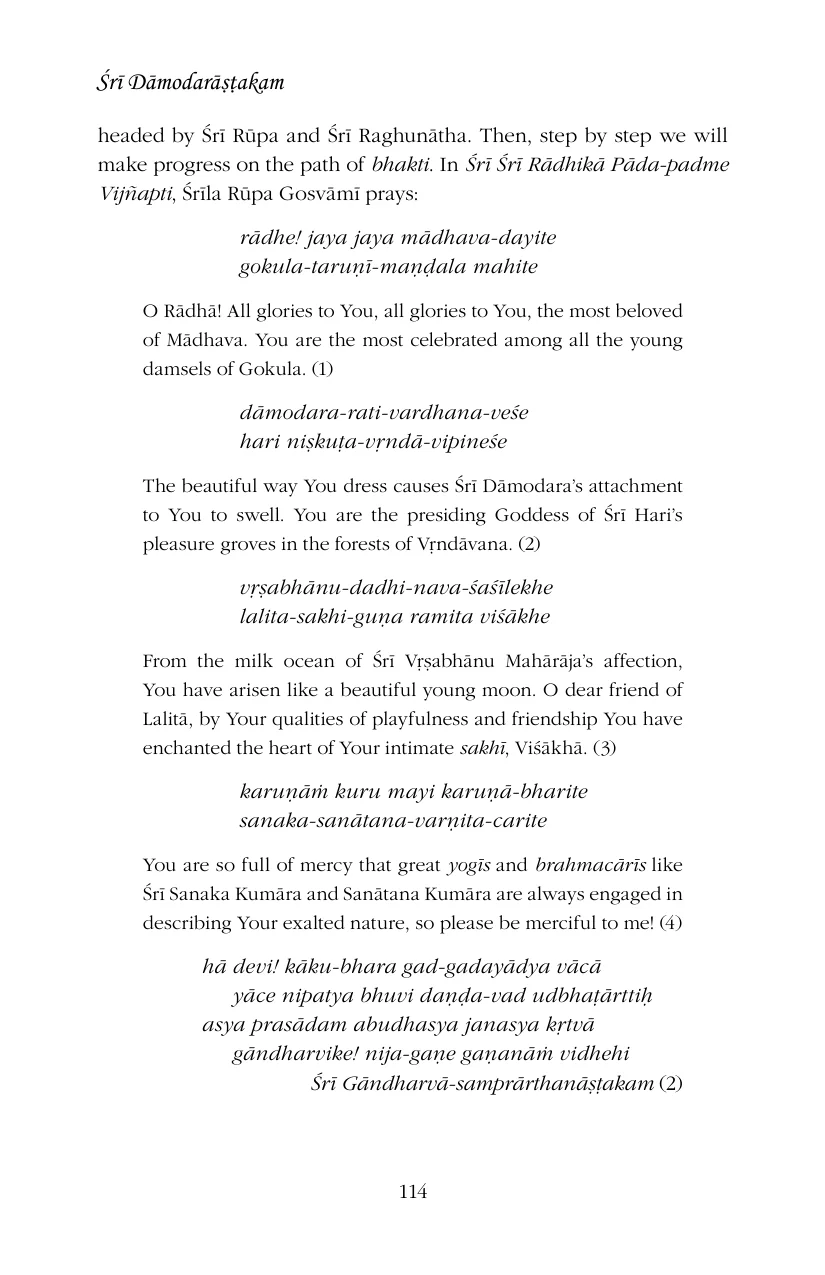 Śrī Dāmodarāṣṭakam
headed by Śrī Rūpa and Śrī Raghunātha. Then, step by step we will
make progress on the path of bhakti. In Śrī Śrī Rādhikā Pāda-padme
Vijñapti, Śrīla Rūpa Gosvāmī prays:
rādhe! jaya jaya mādhava-dayite
gokula-taruṇī-maṇḍala mahite
O Rādhā! All glories to You, all glories to You, the most beloved
of Mādhava. You are the most celebrated among all the young
damsels of Gokula. (1)
dāmodara-rati-vardhana-veśe
hari niṣkuṭa-vṛndā-vipineśe
The beautiful way You dress causes Śrī Dāmodara’s attachment
to You to swell. You are the presiding Goddess of Śrī Hari’s
pleasure groves in the forests of Vṛndāvana. (2)
vṛṣabhānu-dadhi-nava-śaśīlekhe
lalita-sakhi-guṇa ramita viśākhe
From the milk ocean of Śrī Vṛṣabhānu Mahārāja’s affection,
You have arisen like a beautiful young moon. O dear friend of
Lalitā, by Your qualities of playfulness and friendship You have
enchanted the heart of Your intimate sakhī, Viśākhā. (3)
karuṇāṁ kuru mayi karuṇā-bharite
sanaka-sanātana-varṇita-carite
You are so full of mercy that great yogīs and brahmacārīs like
Śrī Sanaka Kumāra and Sanātana Kumāra are always engaged in
describing Your exalted nature, so please be merciful to me! (4)
hā devi! kāku-bhara gad-gadayādya vācā
yāce nipatya bhuvi daṇḍa-vad udbhaṭārttiḥ
asya prasādam abudhasya janasya kṛtvā
gāndharvike! nija-gaṇe gaṇanāṁ vidhehi
Śrī Gāndharvā-samprārthanāṣṭakam (2)
114